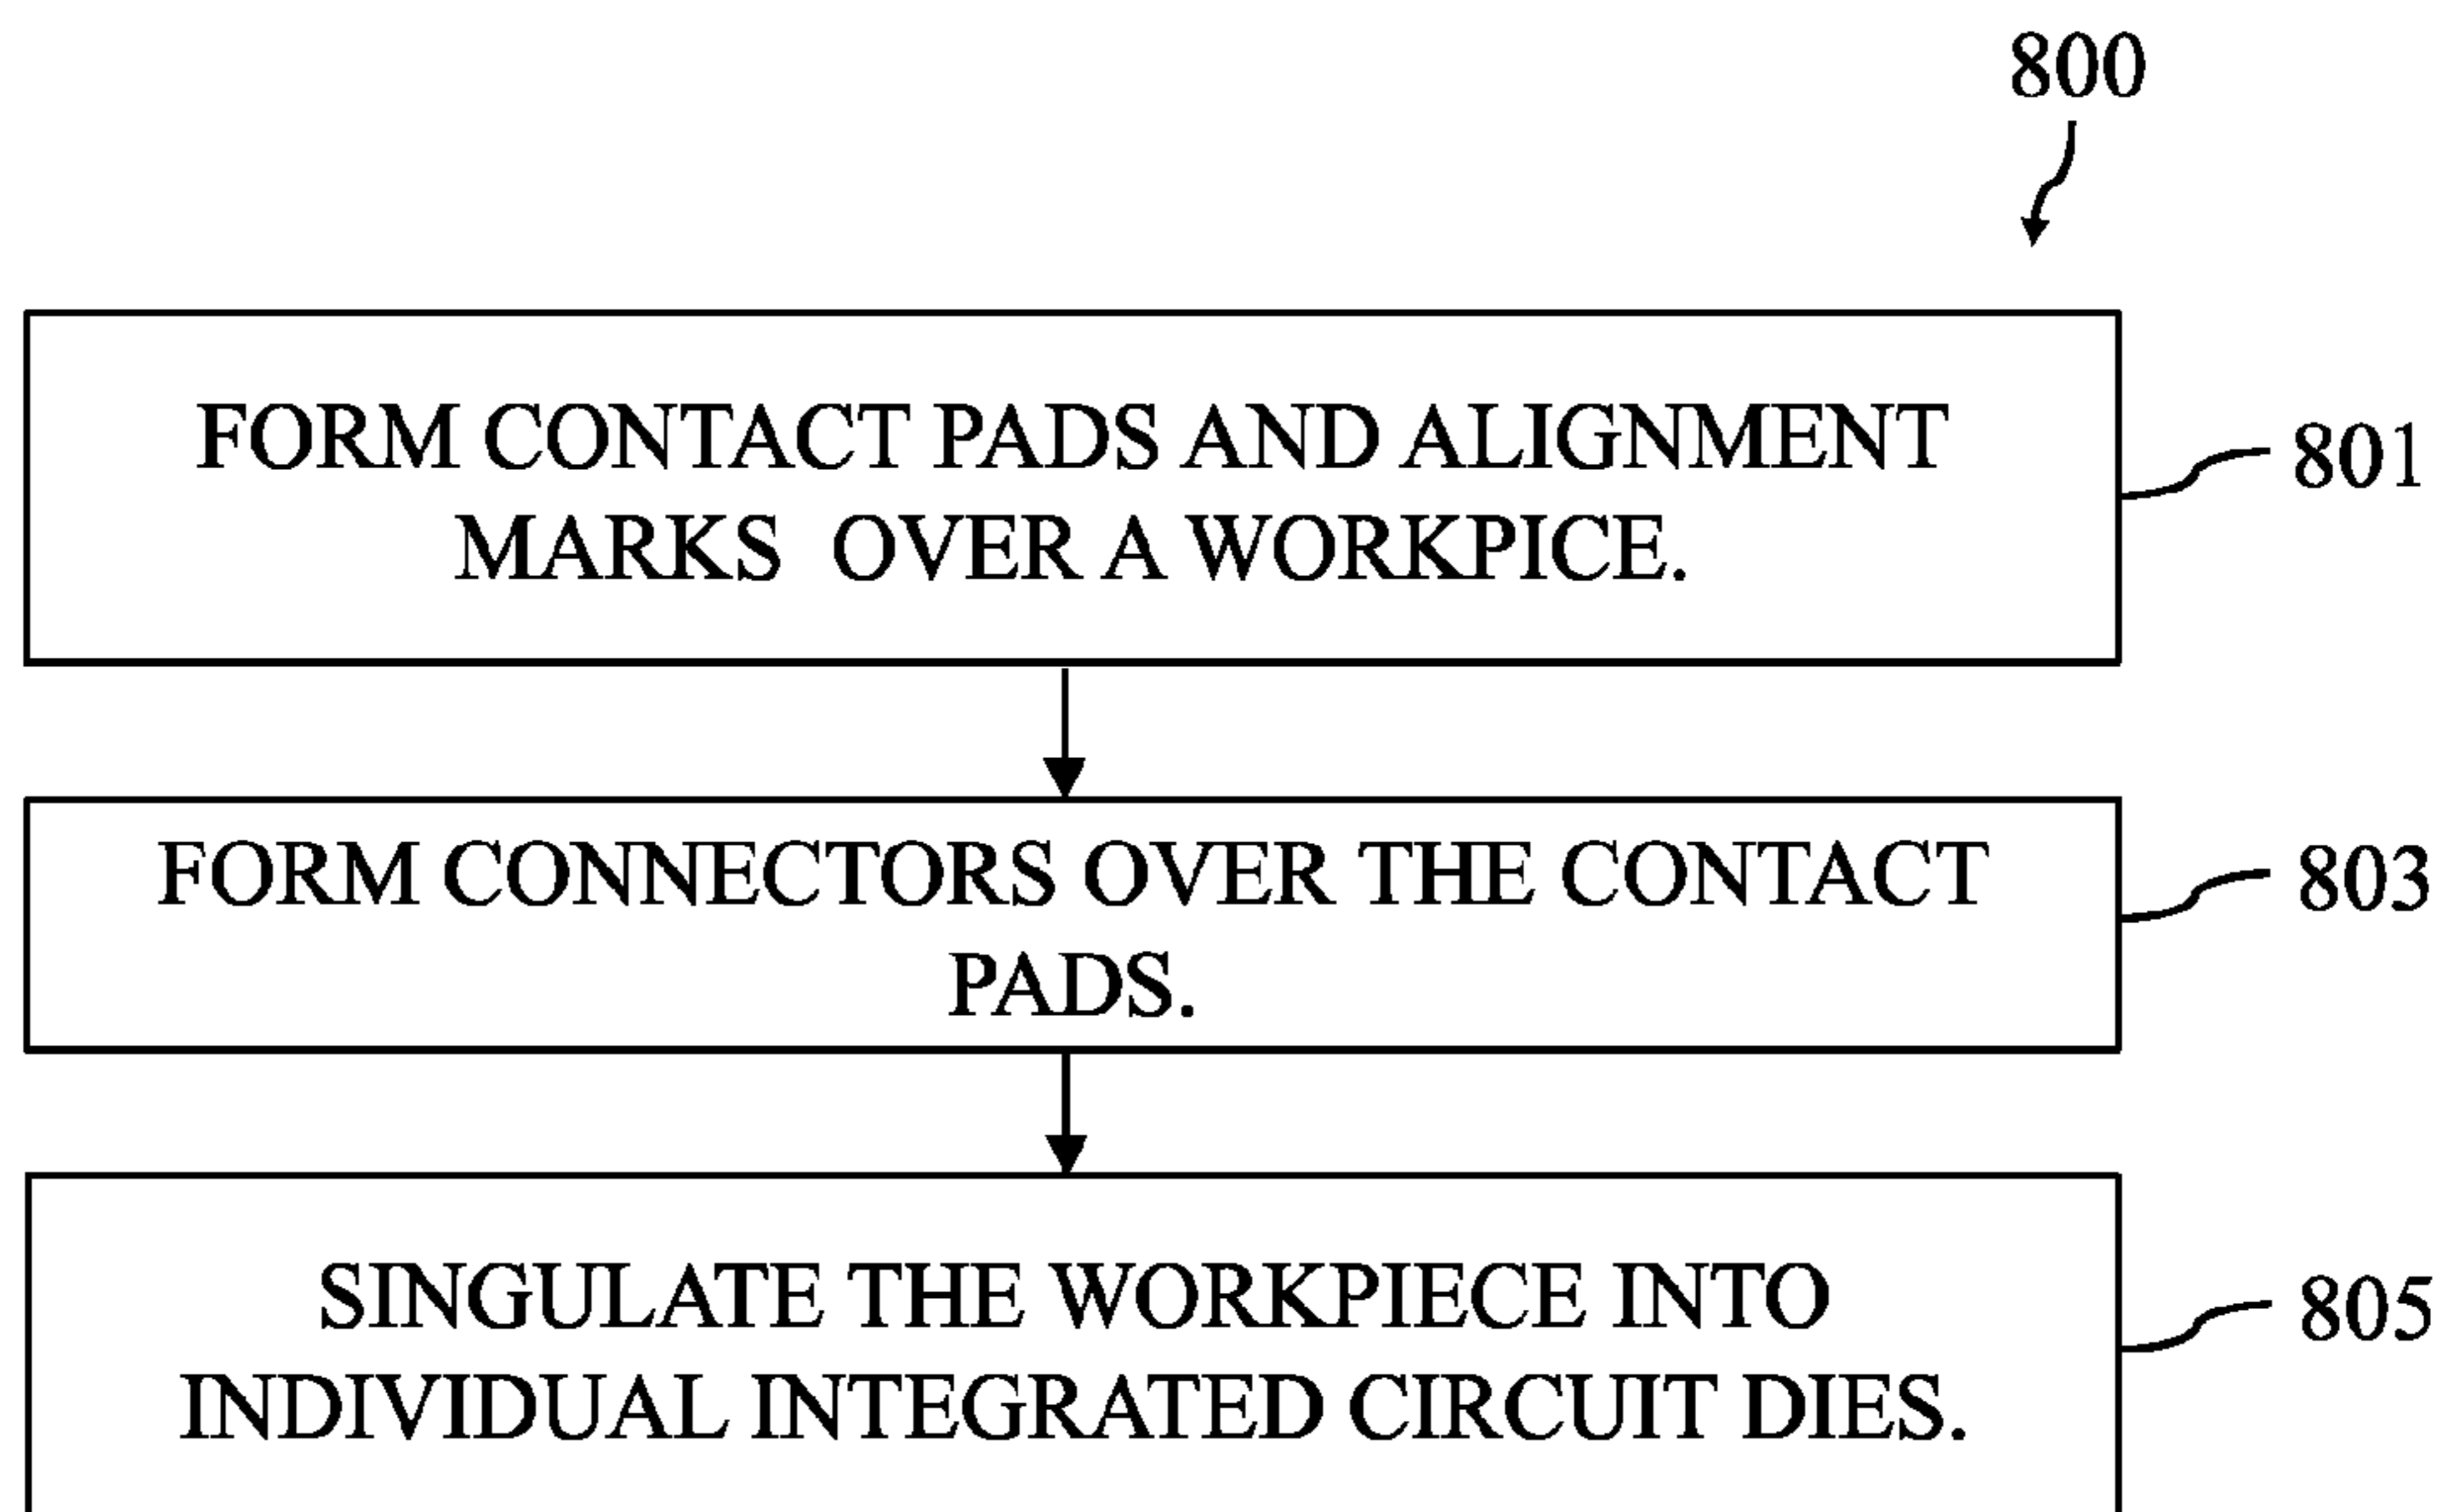 800
FORM CONTACT PADS AND ALIGNMENT
MARKS OVER A WORKPICE.
801
FORM CONNECTORS OVER THE CONTACT
PADS.
803
SINGULATE THE WORKPIECE INTO
INDIVIDUAL INTEGRATED CIRCUIT DIES.
805